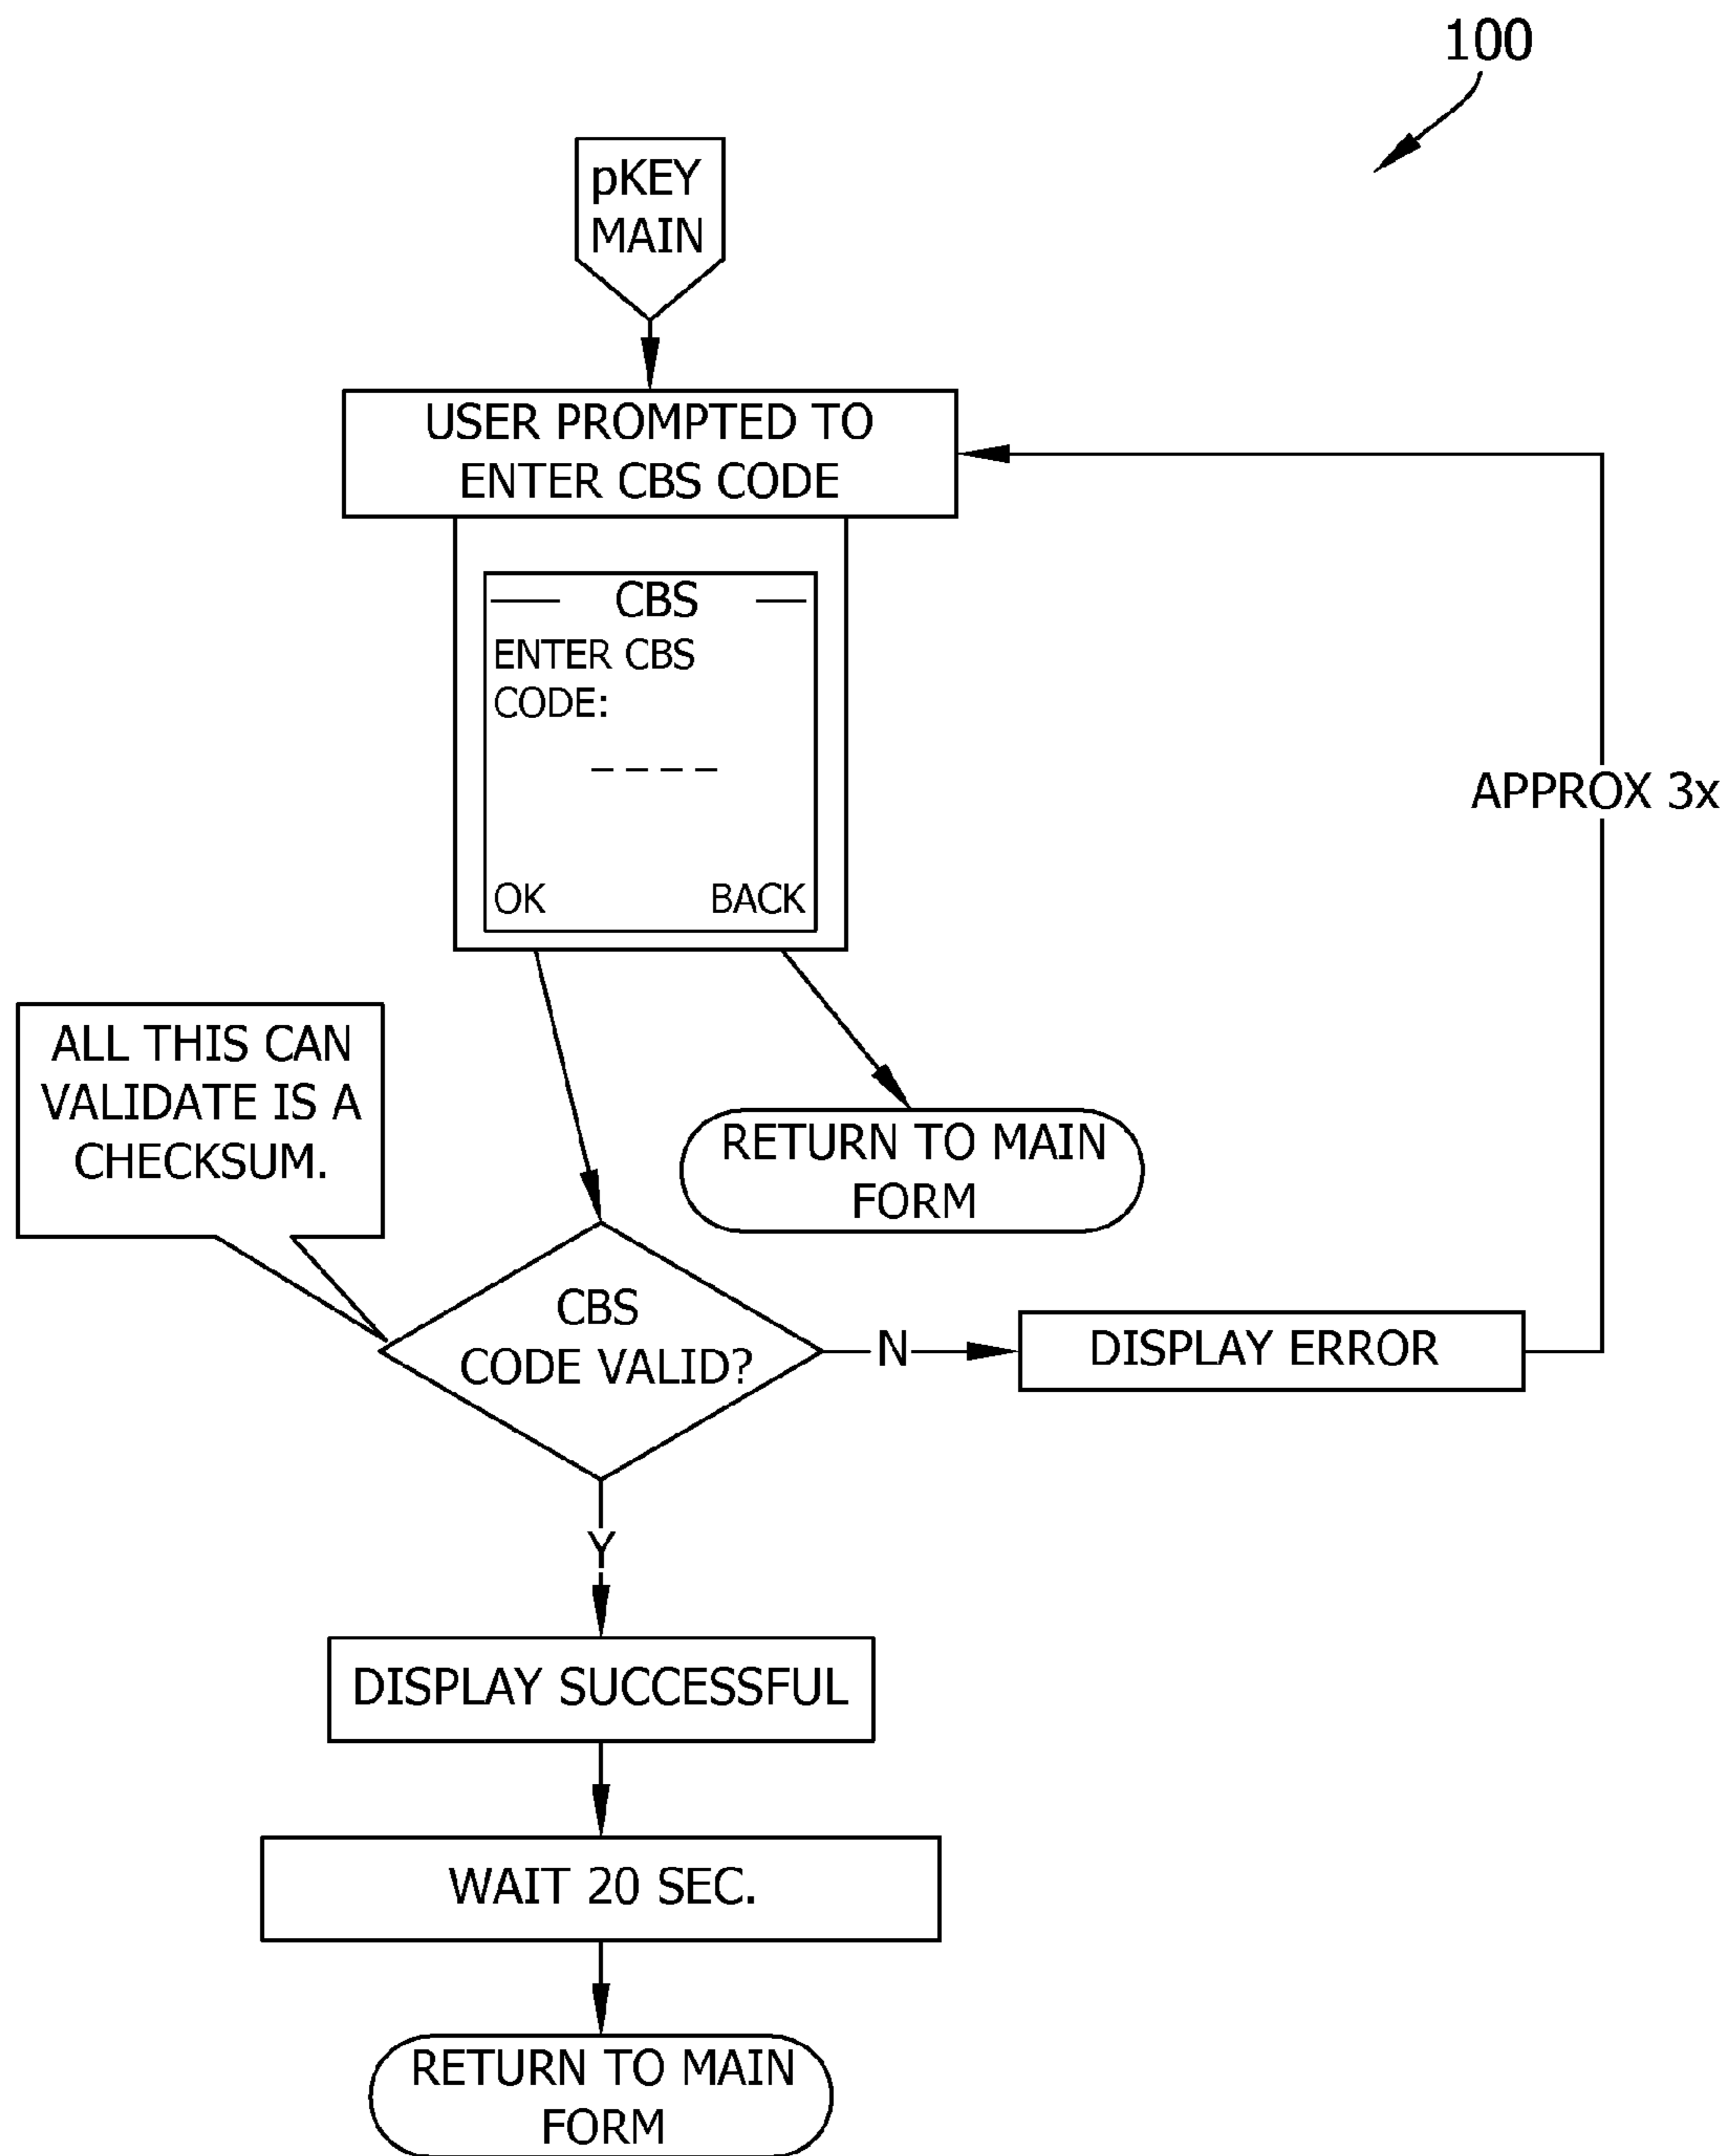 100
pKEY
MAIN
USER PROMPTED TO
ENTER CBS CODE
CBS
ENTER CBS
CODE:
_ _ _ _
OK BACK
APPROX 3x
ALL THIS CAN
VALIDATE IS A
CHECKSUM.
RETURN TO MAIN
FORM
CBS
CODE VALID?
N
DISPLAY ERROR
Y
DISPLAY SUCCESSFUL
WAIT 20 SEC.
RETURN TO MAIN
FORM